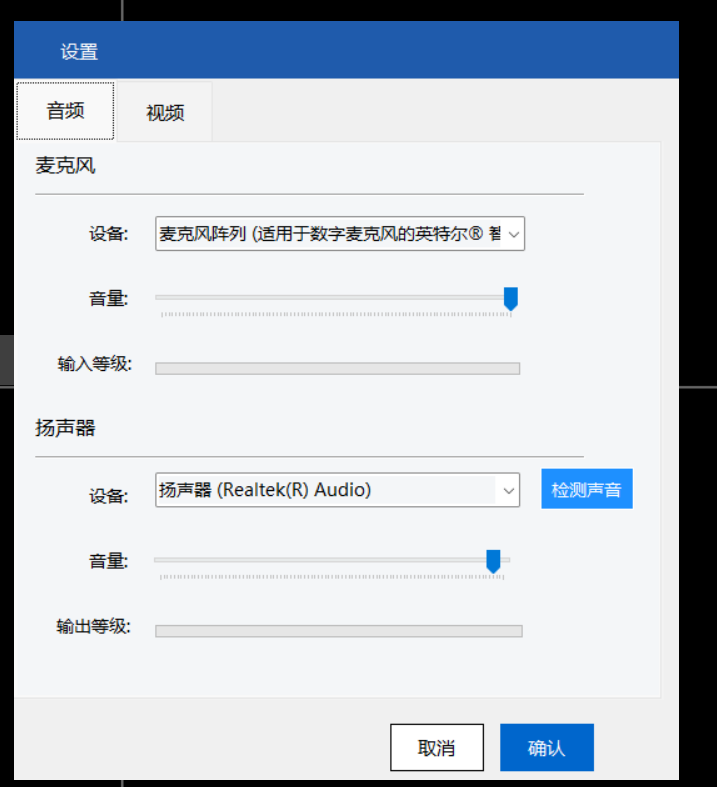 设置
音频
视频
麦克风
设备:
麦克风阵列 (适用于数字麦克风的英特尔® 智
音量:
输入等级:
扬声器
设备:
扬声器 (Realtek(R) Audio)
检测声音
音量:
输出等级:
取消
确认